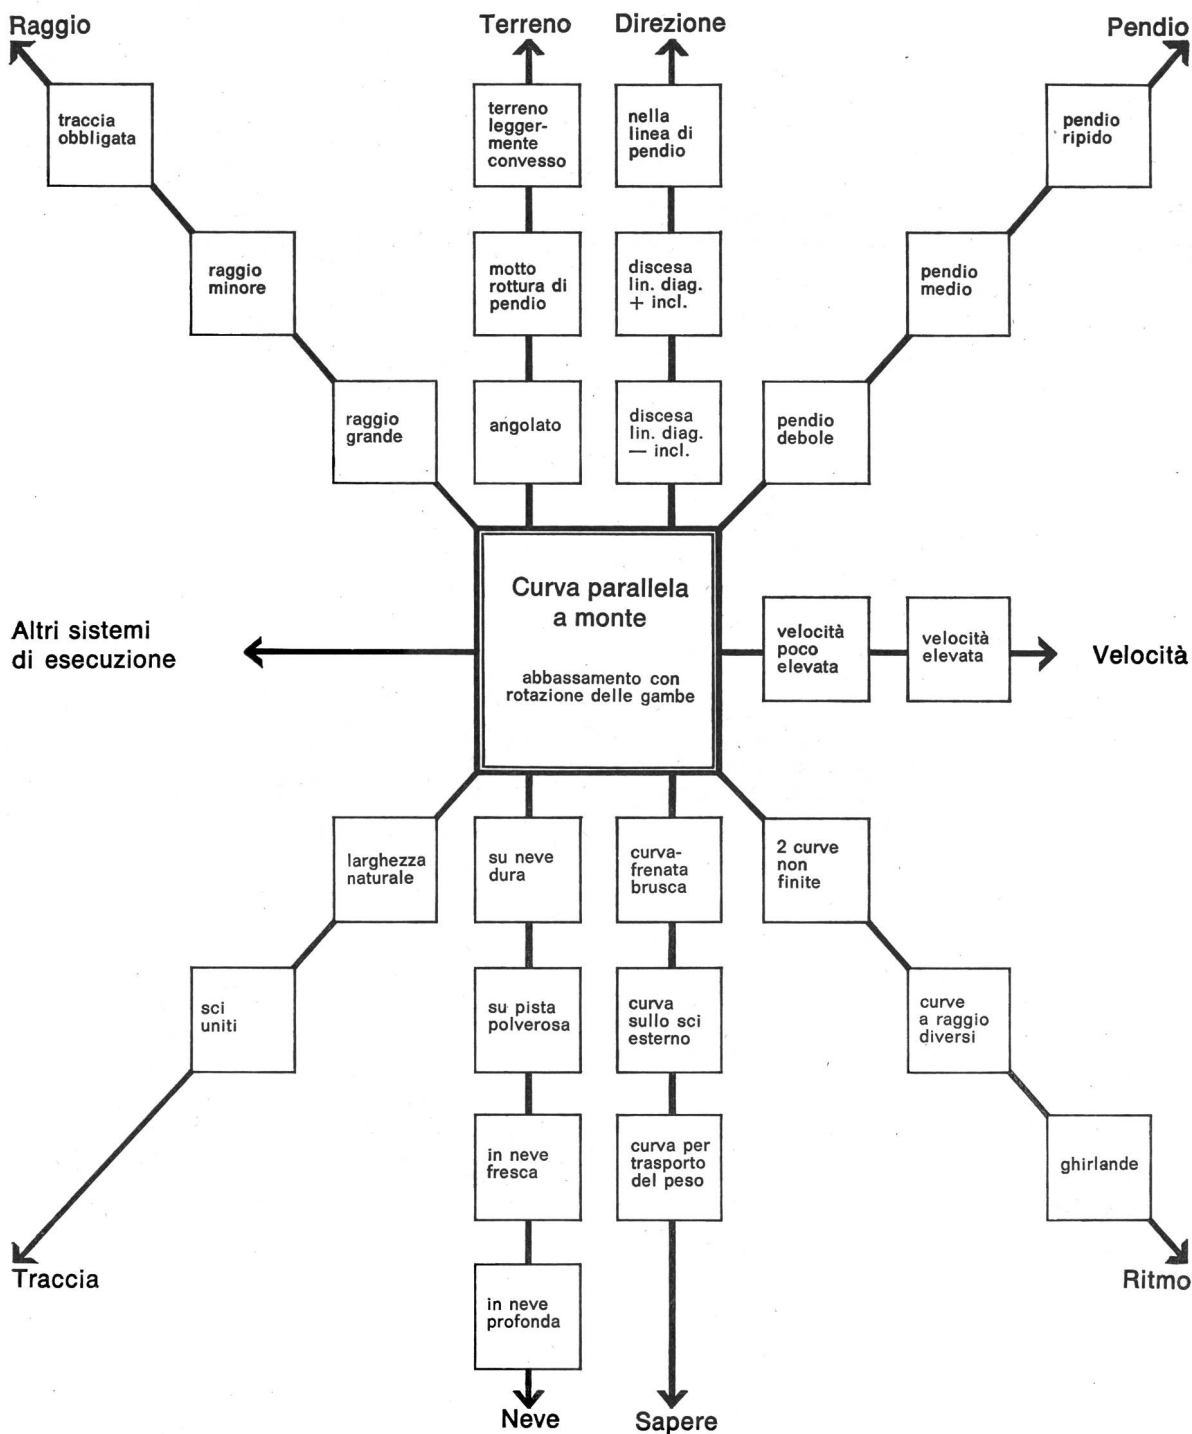 Raggio
Terreno
Direzione
Pendio
traccia
obbligata
terreno
legger-
mente
convesso
nella
linea di
pendio
pendio
ripido
raggio
minore
motto
rottura di
pendio
discesa
lin. diag.
+ incl.
pendio
medio
raggio
grande
angolato
discesa
lin. diag.
— incl.
pendio
debole
Altri sistemi
di esecuzione
Curva parallela
a monte
abbassamento con
rotazione delle gambe
velocità
poco
elevata
velocità
elevata
Velocità
larghezza
naturale
su neve
dura
curva-
frenata
brusca
2 curve
non
finite
sci
uniti
su pista
polverosa
curva
sullo sci
esterno
curve
a raggio
diversi
in neve
fresca
curva per
trasporto
del peso
ghirlande
Traccia
Ritmo
in neve
profonda
Neve
Sapere